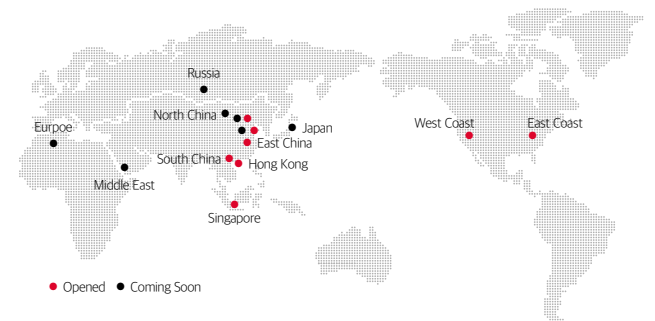 Russia
North China
Japan
West Coast
East Coast
Eurpoe
East China
South China
Hong Kong
Middle East
Singapore
Opened
Coming Soon